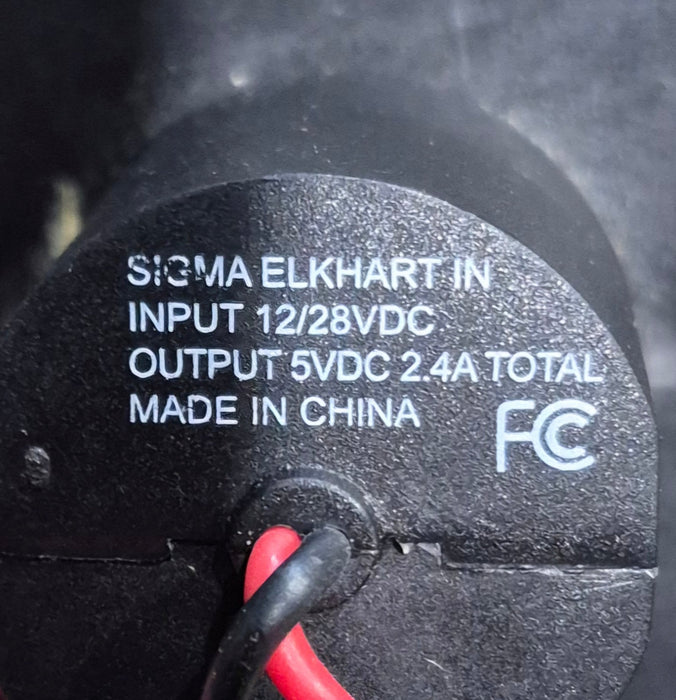 SIGMA ELKHART IN
INPUT 12/28VDC
OUTPUT 5VDC 2.4A TOTAL
MADE IN CHINA
FC